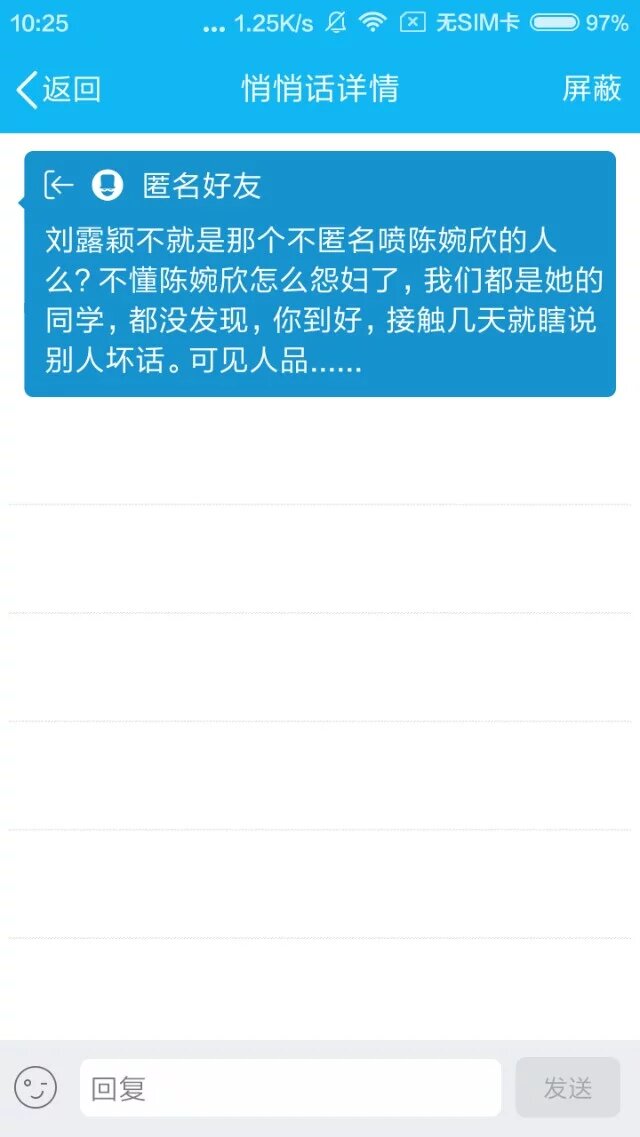 10:25 ... 1.25K/s 无SIM卡 97%
返回 悄悄话详情 屏蔽
匿名好友
刘露颖不就是那个不匿名喷陈婉欣的人
么？不懂陈婉欣怎么怨妇了，我们都是她的
同学，都没发现，你到好，接触几天就瞎说
别人坏话。可见人品……
回复 发送